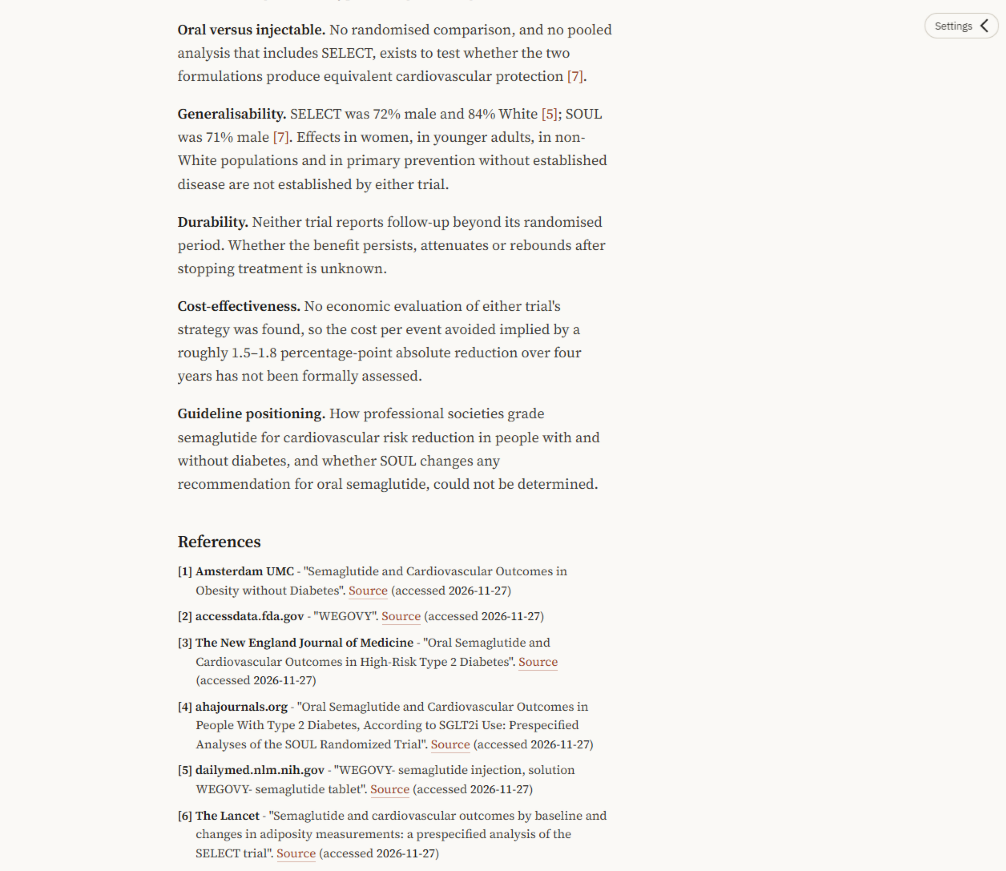 Settings
Oral versus injectable. No randomised comparison, and no pooled
analysis that includes SELECT, exists to test whether the two
formulations produce equivalent cardiovascular protection [7].
Generalisability. SELECT was 72% male and 84% White [5]; SOUL
was 71% male [7]. Effects in women, in younger adults, in non-
White populations and in primary prevention without established
disease are not established by either trial.
Durability. Neither trial reports follow-up beyond its randomised
period. Whether the benefit persists, attenuates or rebounds after
stopping treatment is unknown.
Cost-effectiveness. No economic evaluation of either trial's
strategy was found, so the cost per event avoided implied by a
roughly 1.5–1.8 percentage-point absolute reduction over four
years has not been formally assessed.
Guideline positioning. How professional societies grade
semaglutide for cardiovascular risk reduction in people with and
without diabetes, and whether SOUL changes any
recommendation for oral semaglutide, could not be determined.
References
[1] Amsterdam UMC - "Semaglutide and Cardiovascular Outcomes in
Obesity without Diabetes". Source (accessed 2026-11-27)
[2] accessdata.fda.gov - "WEGOVY". Source (accessed 2026-11-27)
[3] The New England Journal of Medicine - "Oral Semaglutide and
Cardiovascular Outcomes in High-Risk Type 2 Diabetes". Source
(accessed 2026-11-27)
[4] ahajournals.org - "Oral Semaglutide and Cardiovascular Outcomes in
People With Type 2 Diabetes, According to SGLT2i Use: Prespecified
Analyses of the SOUL Randomized Trial". Source (accessed 2026-11-27)
[5] dailymed.nlm.nih.gov - "WEGOVY- semaglutide injection, solution
WEGOVY- semaglutide tablet". Source (accessed 2026-11-27)
[6] The Lancet - "Semaglutide and cardiovascular outcomes by baseline and
changes in adiposity measurements: a prespecified analysis of the
SELECT trial". Source (accessed 2026-11-27)